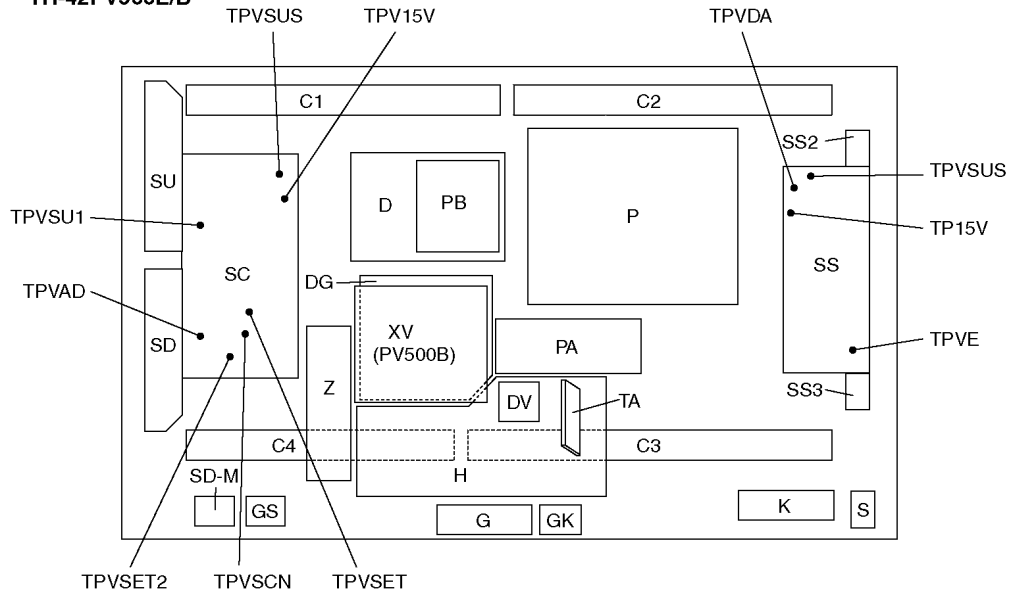 TPVSUS TPV15V TPVDA
C1 C2
SS2
SU D PB P TPVSUS
TPVSU1 TP15V
SC SS
DG
TPVAD
SD XV
(PV500B) PA TPVE
Z DV TA SS3
C4 C3
SD-M H
GS G GK K S
TPVSET2 TPVSCN TPVSET